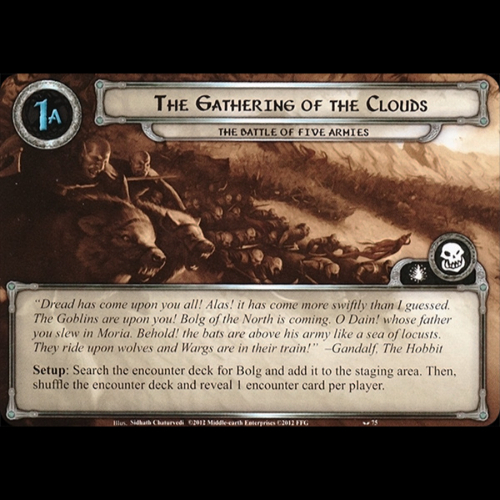 1A
THE GATHERING OF THE CLOUDS
THE BATTLE OF FIVE ARMIES
“Dread has come upon you all! Alas! it has come more swiftly than I guessed.
The Goblins are upon you! Bolg of the North is coming. O Dain! whose father
you slew in Moria. Behold! the bats are above his army like a sea of locusts.
They ride upon wolves and Wargs are in their train!” –Gandalf, The Hobbit
Setup: Search the encounter deck for Bolg and add it to the staging area. Then,
shuffle the encounter deck and reveal 1 encounter card per player.
Illus. Sidhath Chaturvedi ©2012 Middle-earth Enterprises ©2012 FFG 75